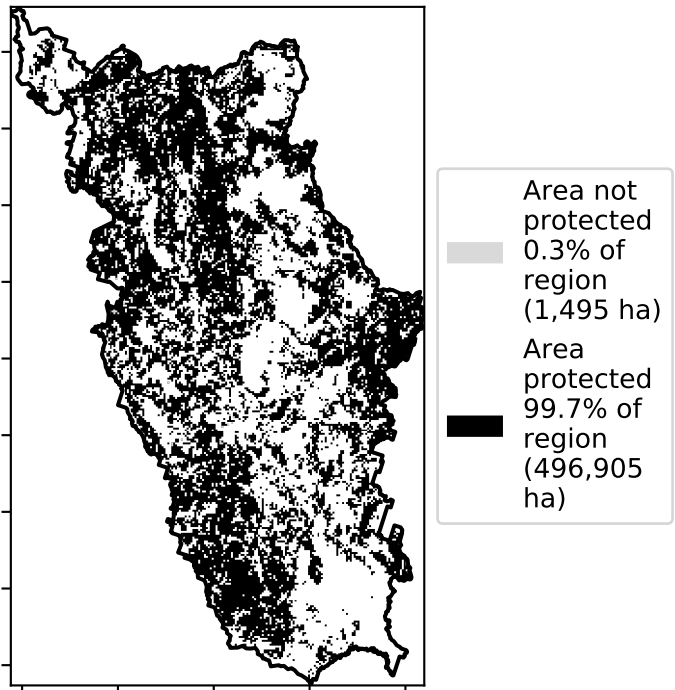 Area not
protected
0.3% of
region
(1,495 ha)
Area
protected
99.7% of
region
(496,905
ha)